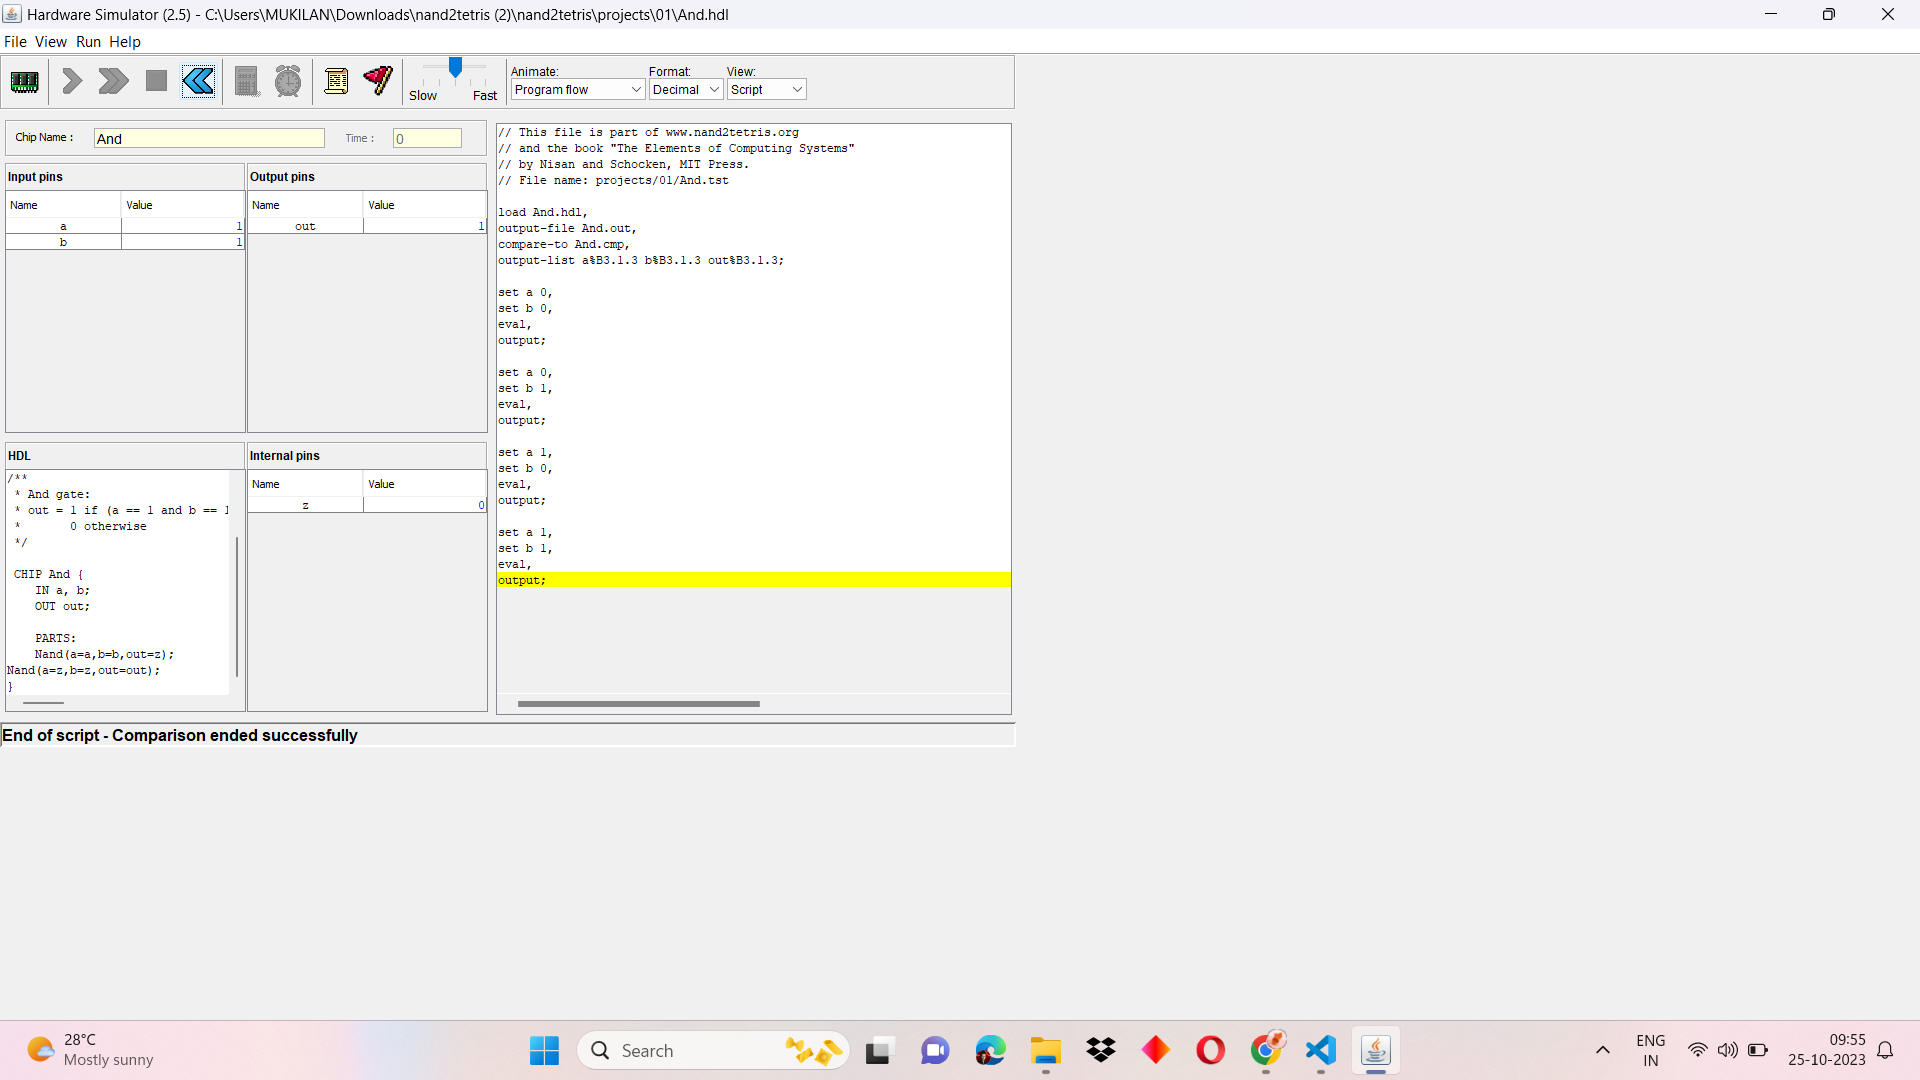 Hardware Simulator (2.5) - C:\Users\MUKILAN\Downloads\nand2tetris (2)\nand2tetris\projects\01\And.hdl
File View Run Help
Slow Fast
Animate: Format: View:
Program flow Decimal Script
Chip Name : And Time : 0
Input pins
Name Value
a 1
b 1
Output pins
Name Value
out 1
HDL
/**
* And gate:
* out = 1 if (a == 1 and b == 1
* 0 otherwise
*/
CHIP And {
IN a, b;
OUT out;
PARTS:
Nand(a=a,b=b,out=z);
Nand(a=z,b=z,out=out);
}
Internal pins
Name Value
z 0
// This file is part of www.nand2tetris.org
// and the book "The Elements of Computing Systems"
// by Nisan and Schocken, MIT Press.
// File name: projects/01/And.tst
load And.hdl,
output-file And.out,
compare-to And.cmp,
output-list a%B3.1.3 b%B3.1.3 out%B3.1.3;
set a 0,
set b 0,
eval,
output;
set a 0,
set b 1,
eval,
output;
set a 1,
set b 0,
eval,
output;
set a 1,
set b 1,
eval,
output;
End of script - Comparison ended successfully
28°C
Mostly sunny
Search
ENG
IN
09:55
25-10-2023